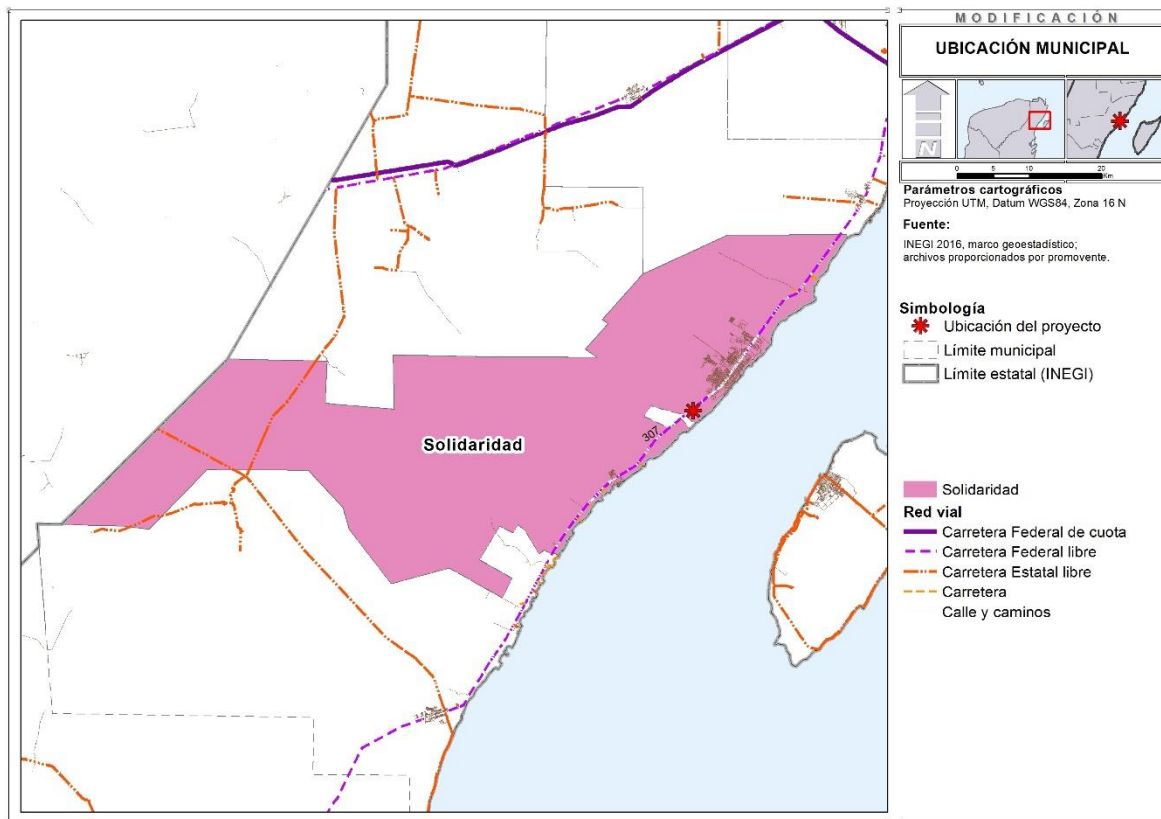 MODIFICACIÓN
UBICACIÓN MUNICIPAL
N
0 5 10 20
Km
Parámetros cartográficos
Proyección UTM, Datum WGS84, Zona 16 N
Fuente:
INEGI 2016, marco geoestadístico;
archivos proporcionados por promovente.
Simbología
Ubicación del proyecto
Límite municipal
Límite estatal (INEGI)
Solidaridad
Red vial
Carretera Federal de cuota
Carretera Federal libre
Carretera Estatal libre
Carretera
Calle y caminos
Solidaridad
307